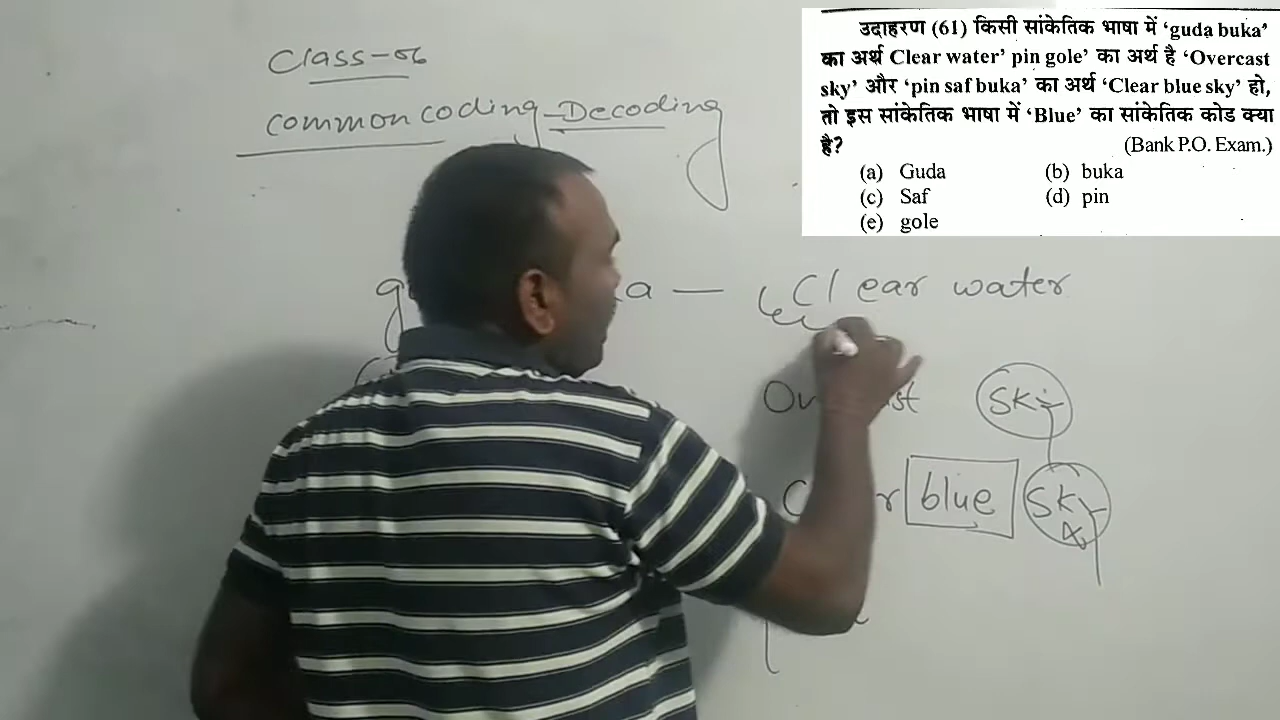 Class-06
common coding-Decoding
उदाहरण (61) किसी सांकेतिक भाषा में ‘guda buka’
का अर्थ Clear water’ pin gole’ का अर्थ है ‘Overcast
sky’ और ‘pin saf buka’ का अर्थ ‘Clear blue sky’ हो,
तो इस सांकेतिक भाषा में ‘Blue’ का सांकेतिक कोड क्या
है? (Bank P.O. Exam.)
(a) Guda (b) buka
(c) Saf (d) pin
(e) gole
Clear water
sky
blue sky